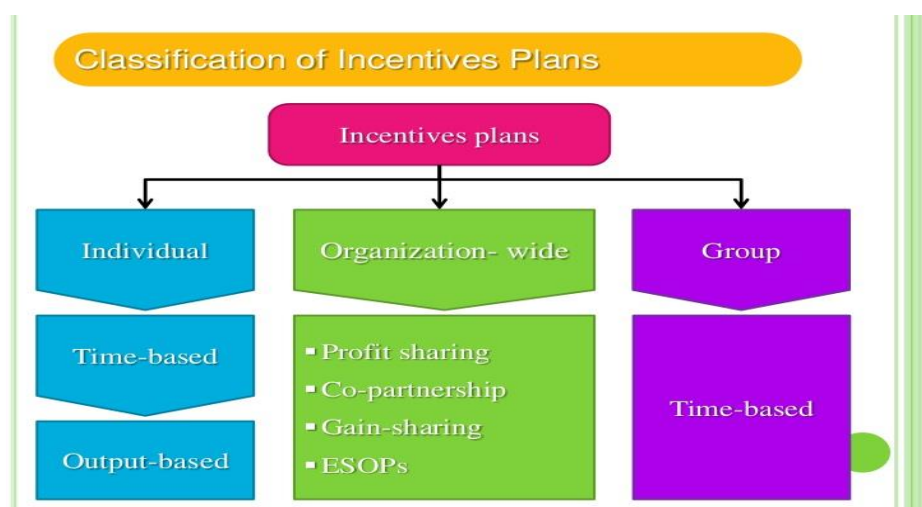 Classification of Incentives Plans
Incentives plans
Individual
Time-based
Output-based
Organization- wide
▪ Profit sharing
▪ Co-partnership
▪ Gain-sharing
▪ ESOPs
Group
Time-based